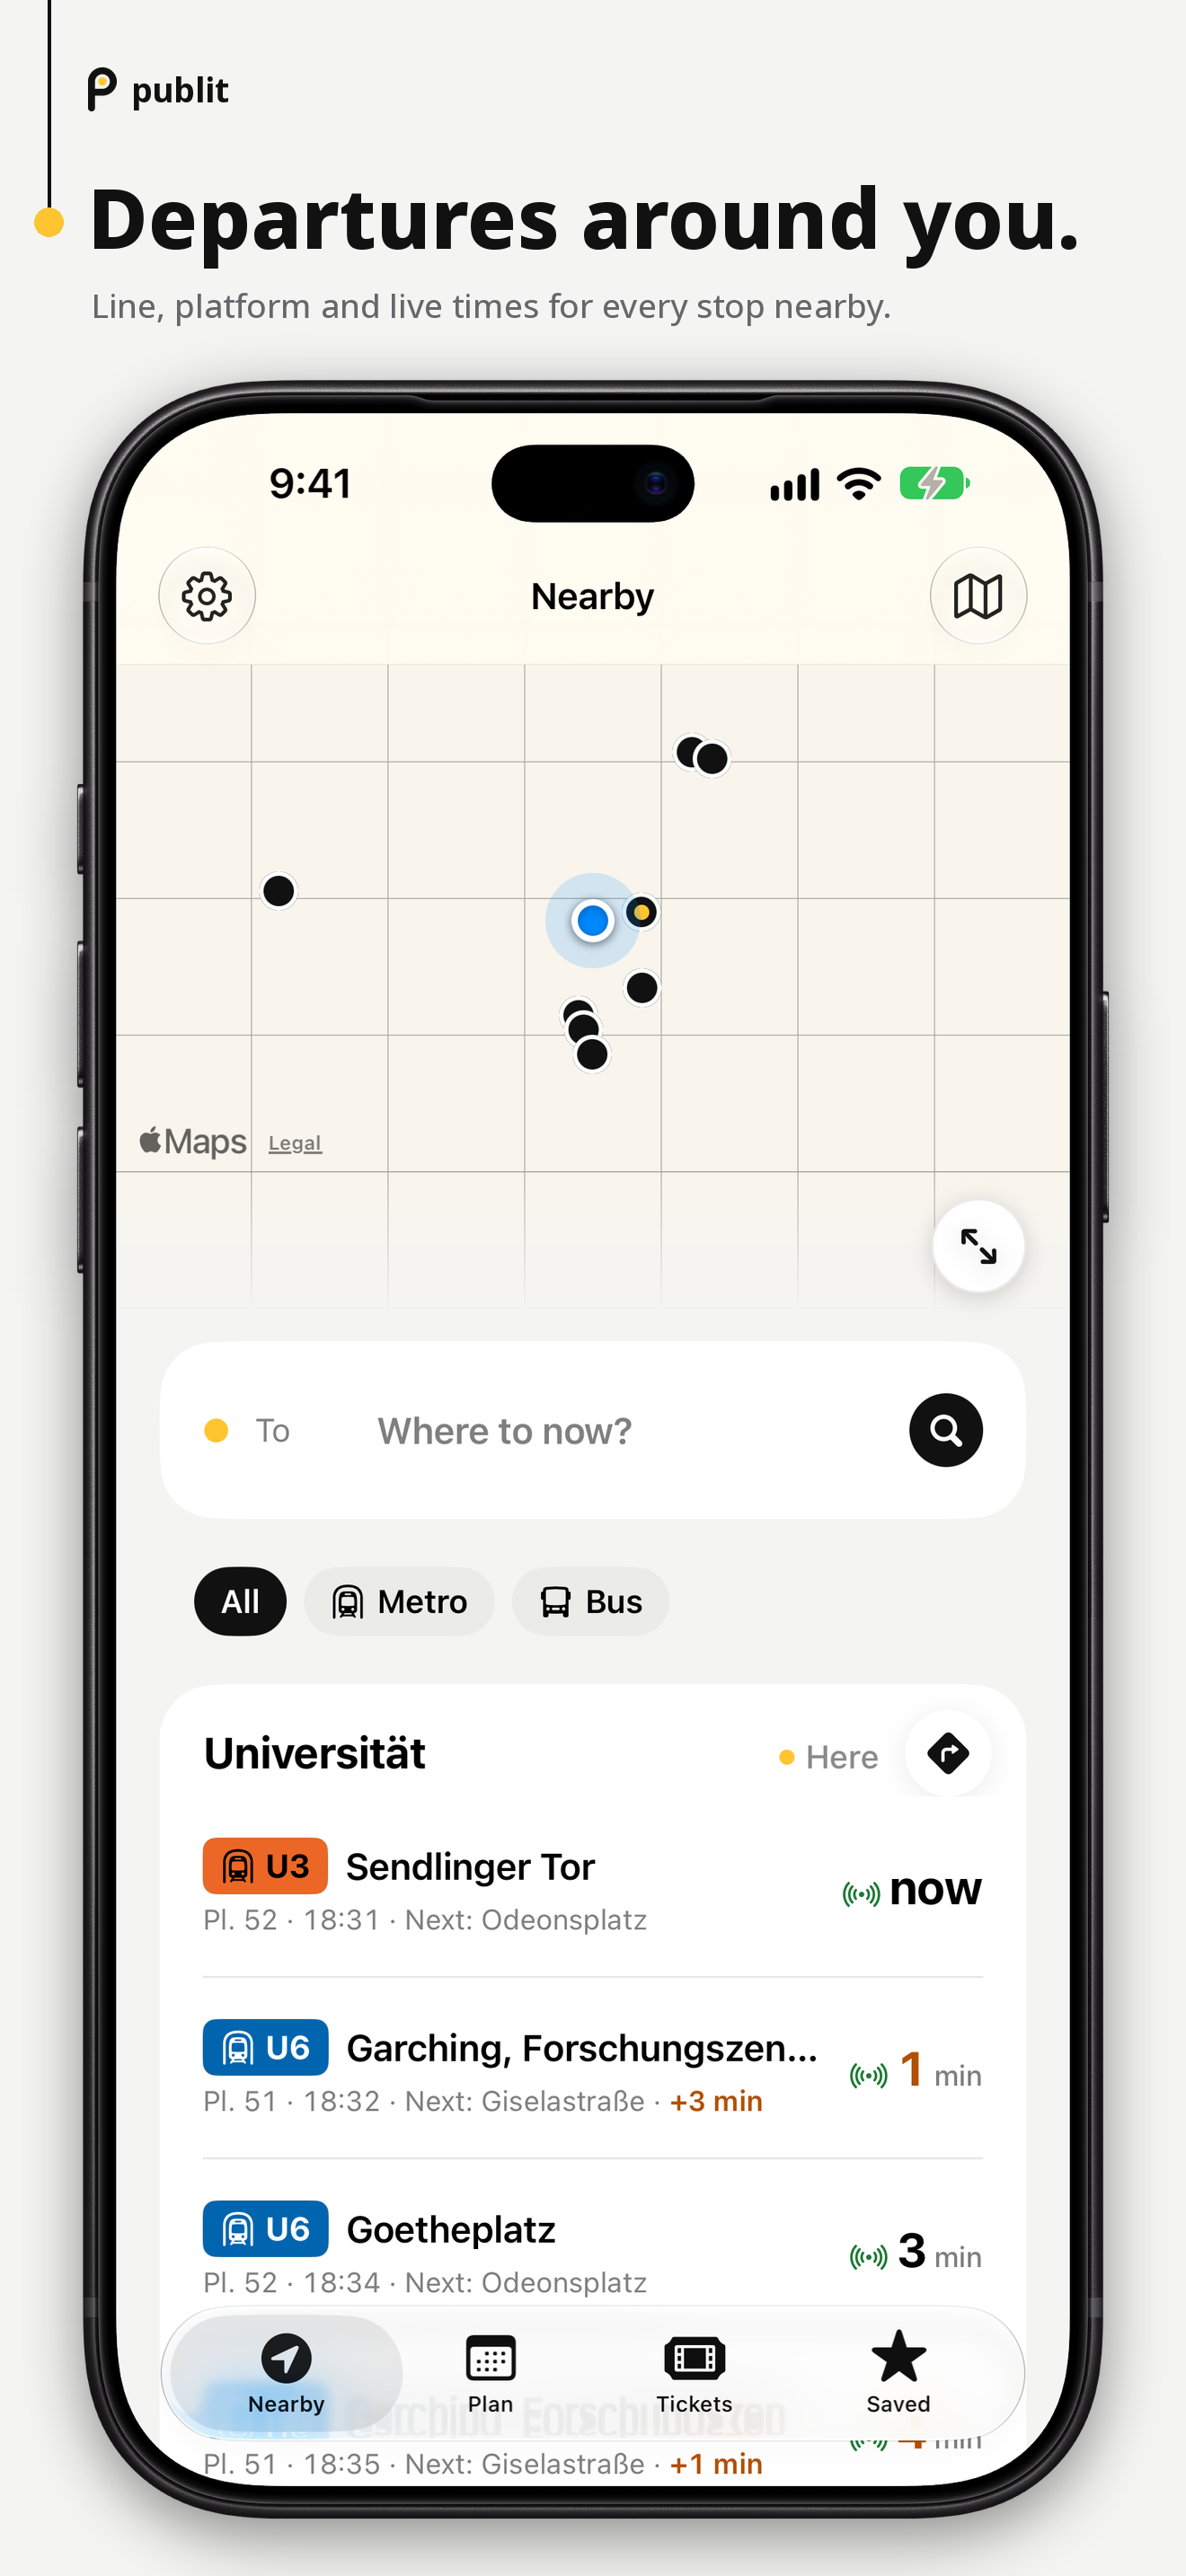 publit
Departures around you.
Line, platform and live times for every stop nearby.
9:41
Nearby
Maps Legal
To Where to now?
All Metro Bus
Universität Here
U3 Sendlinger Tor
now
Pl. 52 · 18:31 · Next: Odeonsplatz
U6 Garching, Forschungszen...
1 min
Pl. 51 · 18:32 · Next: Giselastraße · +3 min
U6 Goetheplatz
3 min
Pl. 52 · 18:34 · Next: Odeonsplatz
Nearby Plan Tickets Saved
min
Pl. 51 · 18:35 · Next: Giselastraße · +1 min